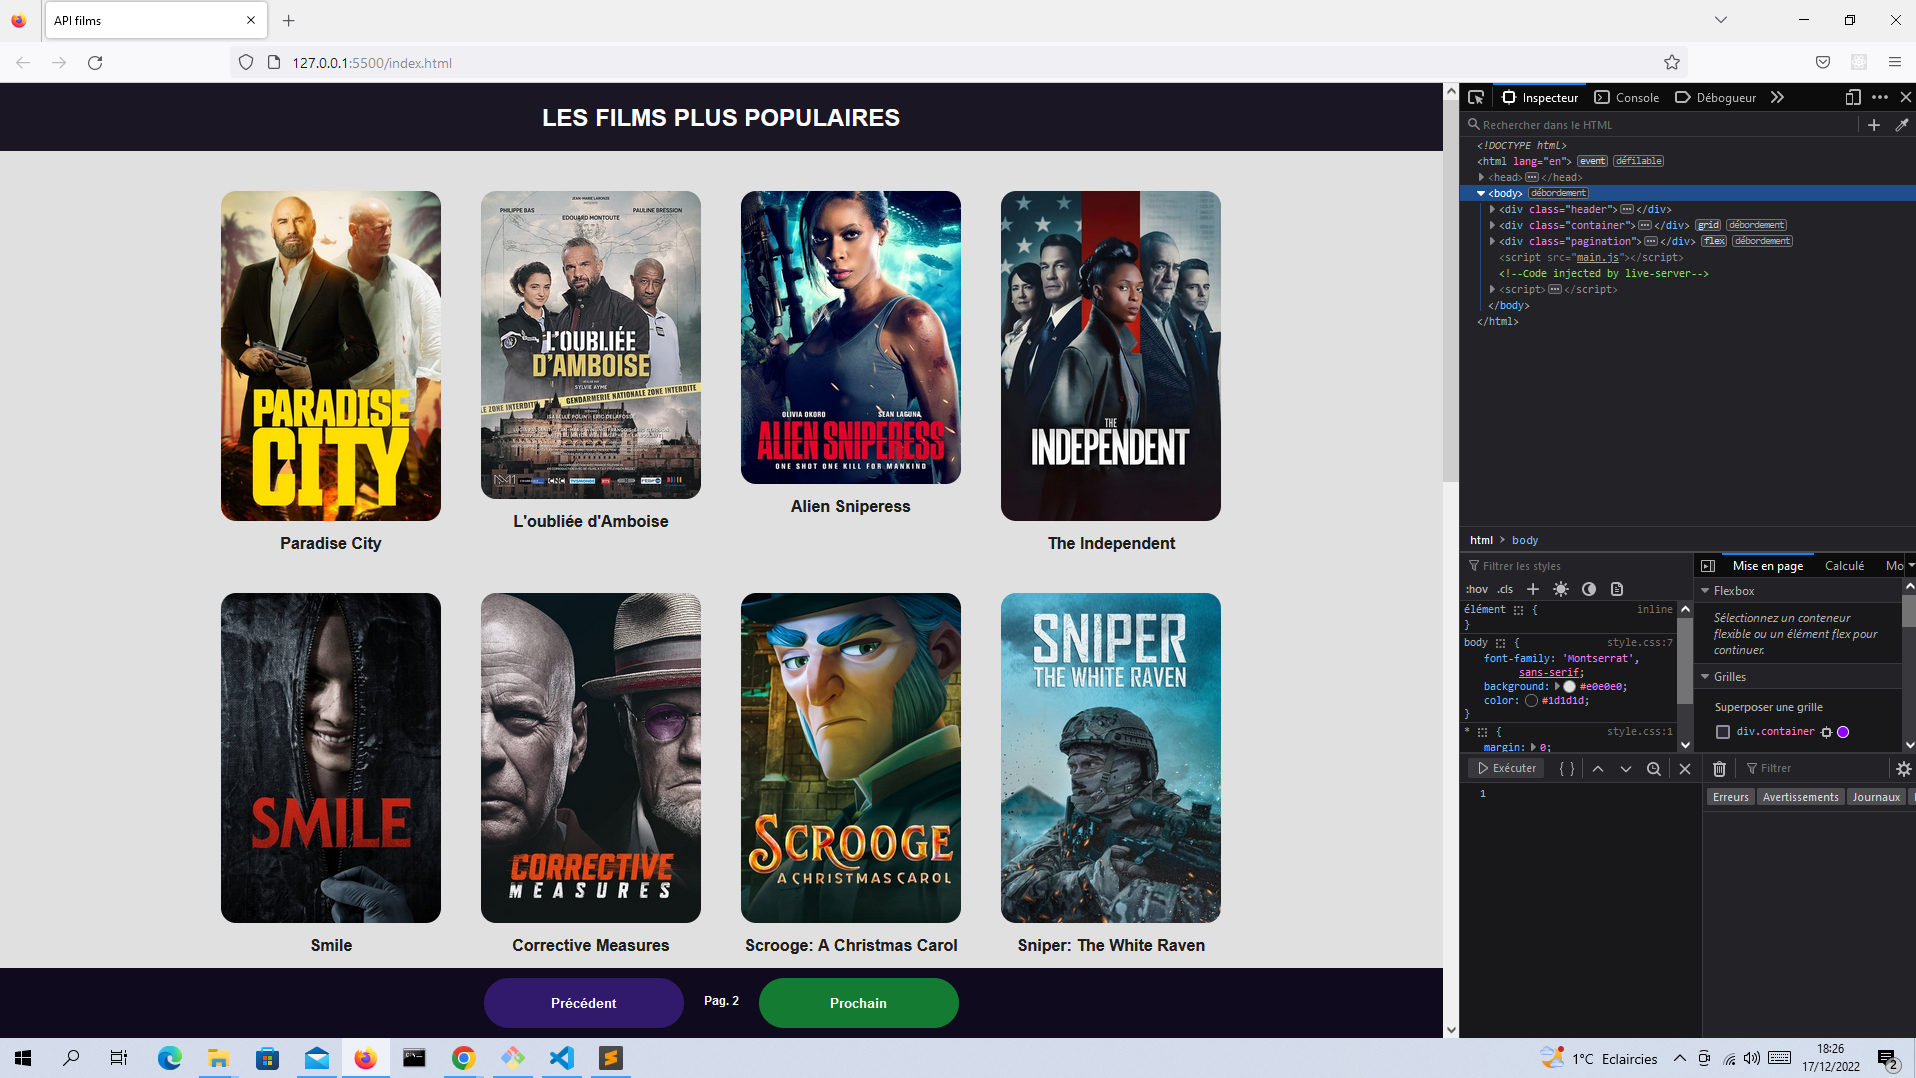 API films
127.0.0.1:5500/index.html
LES FILMS PLUS POPULAIRES
PARADISE
CITY
Paradise City
JEAN-MARIE LARONUS
PHILIPPE BAS
EDOUARD MONTOUTE
PAULINE BRESSION
L'OUBLIÉE
D'AMBOISE
SYLVIE AYME
GENDARMERIE NATIONALE ZONE INTERDITE
LE ZONE INTERDITE
L'oubliée d'Amboise
OLIVIA OKORO
SEAN LAGUNA
ALIEN SNIPERESS
ONE SHOT ONE KILL FOR MANKIND
Alien Sniperess
THE
INDEPENDENT
The Independent
SMILE
Smile
CORRECTIVE
MEASURES
Corrective Measures
SCROOGE
A CHRISTMAS CAROL
Scrooge: A Christmas Carol
SNIPER
THE WHITE RAVEN
Sniper: The White Raven
Précédent
Pag. 2
Prochain
Inspecteur
Console
Débogueur
Rechercher dans le HTML
<!DOCTYPE html>
<html lang="en"> event défilable
<head> </head>
<body> débordement
<div class="header"> </div>
<div class="container"> </div> grid débordement
<div class="pagination"> </div> flex débordement
<script src="main.js"></script>
<!--Code injected by live-server-->
<script> </script>
</body>
</html>
html > body
Filtrer les styles
:hov .cls
élément { inline
}
body { style.css:7
font-family: 'Montserrat',
sans-serif;
background: #e0e0e0;
color: #1d1d1d;
}
* { style.css:1
margin: 0;
Mise en page
Calculé
Mo
Flexbox
Sélectionnez un conteneur
flexible ou un élément flex pour
continuer.
Grilles
Superposer une grille
div.container
Exécuter
{ }
1
Filtrer
Erreurs
Avertissements
Journaux
1°C Eclaircies
18:26
17/12/2022
2